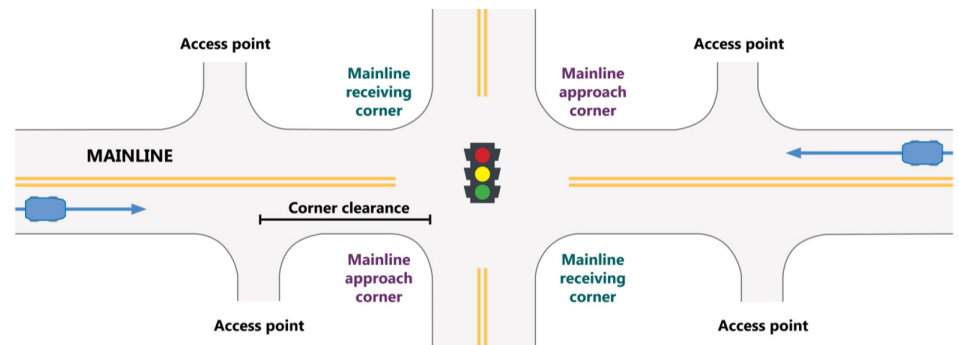 Access point
Access point
Mainline
receiving
corner
Mainline
approach
corner
MAINLINE
Corner clearance
Mainline
approach
corner
Mainline
receiving
corner
Access point
Access point